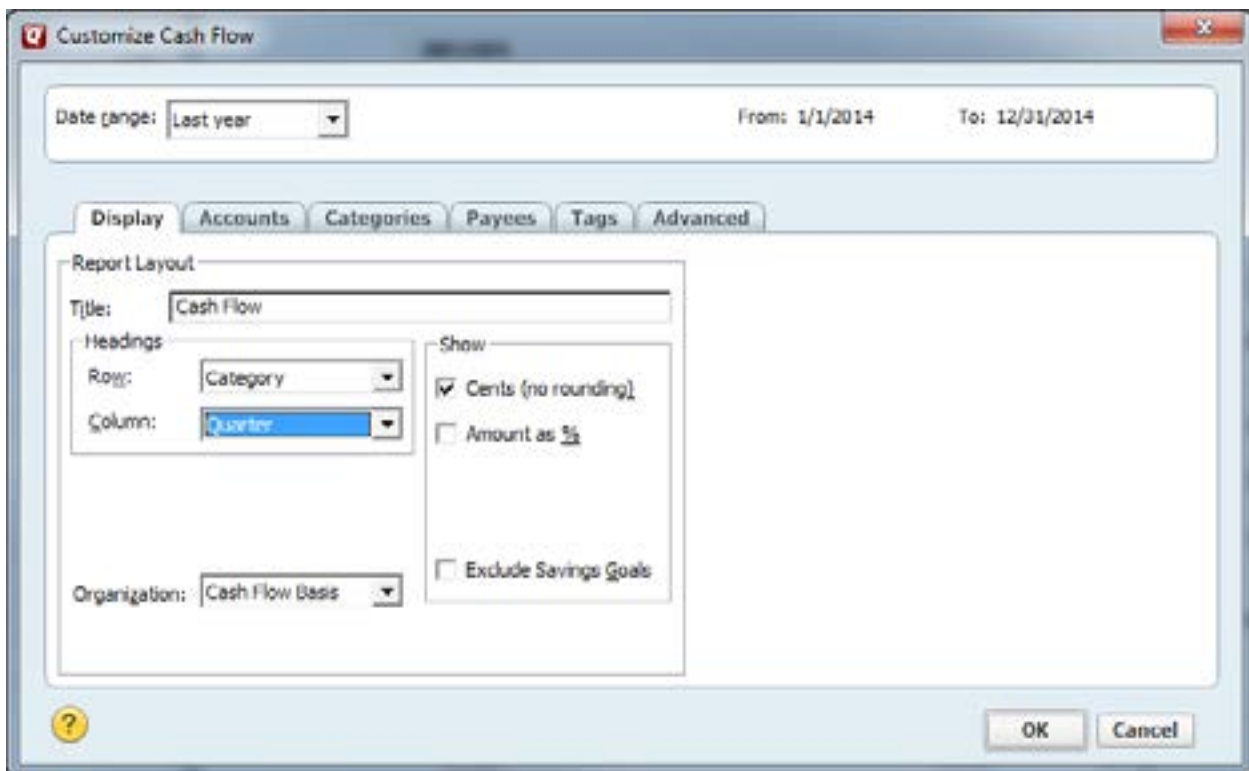 Customize Cash Flow
Date range: Last year From: 1/1/2014 To: 12/31/2014
Display Accounts Categories Payees Tags Advanced
Report Layout
Title: Cash Flow
Headings
Row: Category
Column: Quarter
Show
Cents (no rounding)
Amount as %
Exclude Savings Goals
Organization: Cash Flow Basis
?
OK Cancel